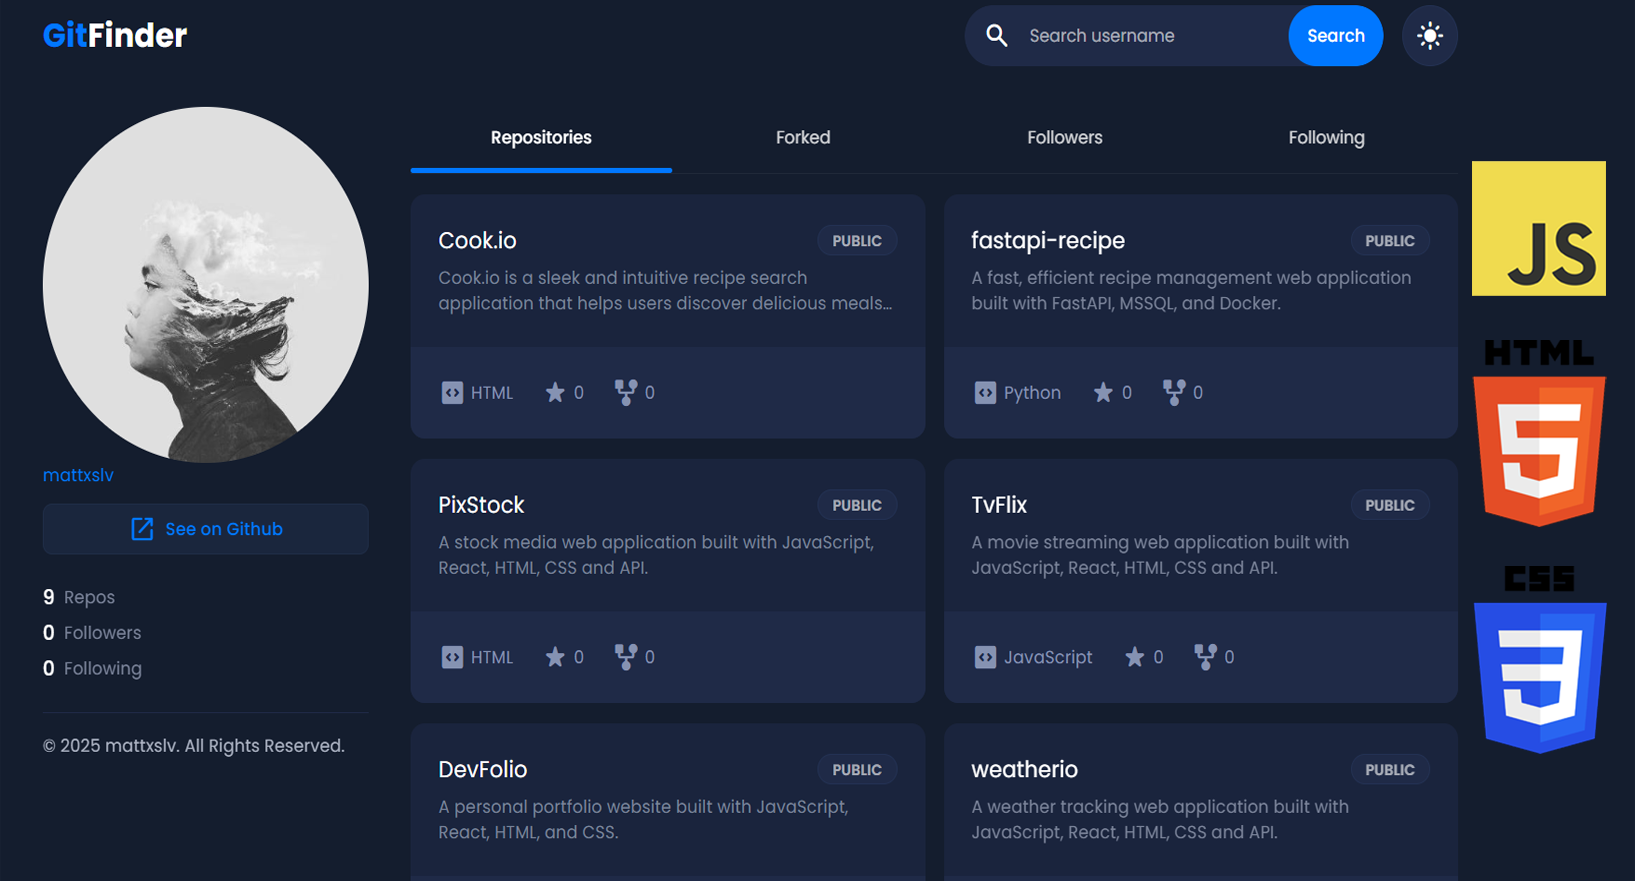 GitFinder
Search username
Search
Repositories
Forked
Followers
Following
mattxslv
See on Github
9 Repos
0 Followers
0 Following
© 2025 mattxslv. All Rights Reserved.
Cook.io
PUBLIC
Cook.io is a sleek and intuitive recipe search
application that helps users discover delicious meals...
HTML 0 0
fastapi-recipe
PUBLIC
A fast, efficient recipe management web application
built with FastAPI, MSSQL, and Docker.
Python 0 0
PixStock
PUBLIC
A stock media web application built with JavaScript,
React, HTML, CSS and API.
HTML 0 0
TvFlix
PUBLIC
A movie streaming web application built with
JavaScript, React, HTML, CSS and API.
JavaScript 0 0
DevFolio
PUBLIC
A personal portfolio website built with JavaScript,
React, HTML, and CSS.
weatherio
PUBLIC
A weather tracking web application built with
JavaScript, React, HTML, CSS and API.
JS
HTML
5
CSS
3